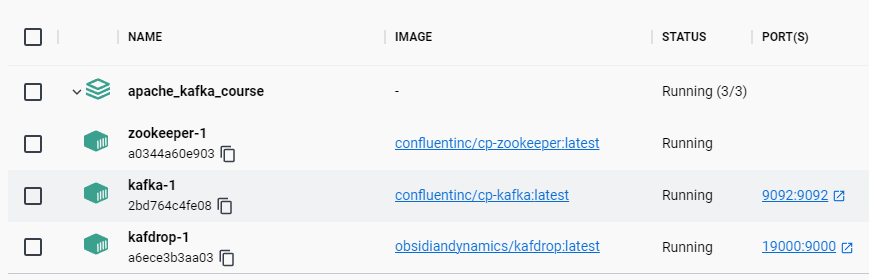 NAME IMAGE STATUS PORT(S)
apache_kafka_course - Running (3/3)
zookeeper-1
a0344a60e903 confluentinc/cp-zookeeper:latest Running
kafka-1
2bd764c4fe08 confluentinc/cp-kafka:latest Running 9092:9092
kafdrop-1
a6ece3b3aa03 obsidiandynamics/kafdrop:latest Running 19000:9000